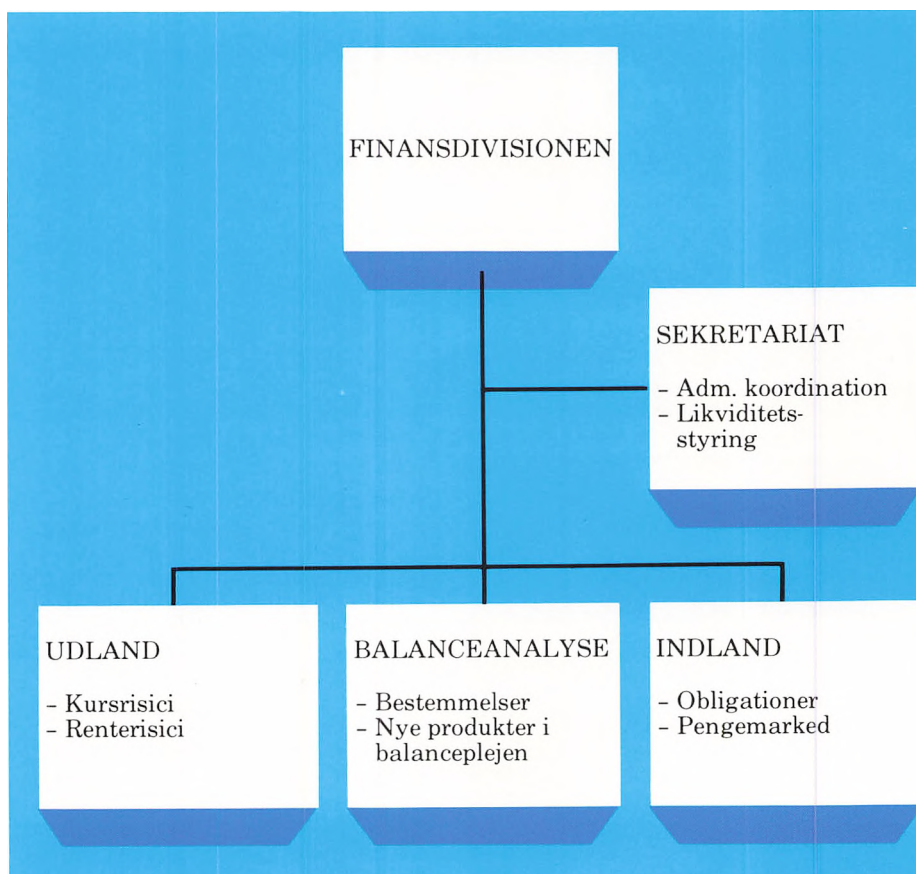 FINANSDIVISIONEN
SEKRETARIAT
– Adm. koordination
– Likviditets-
styring
UDLAND
– Kursrisici
– Renterisici
BALANCEANALYSE
– Bestemmelser
– Nye produkter i
balanceplejen
INDLAND
– Obligationer
– Pengemarked